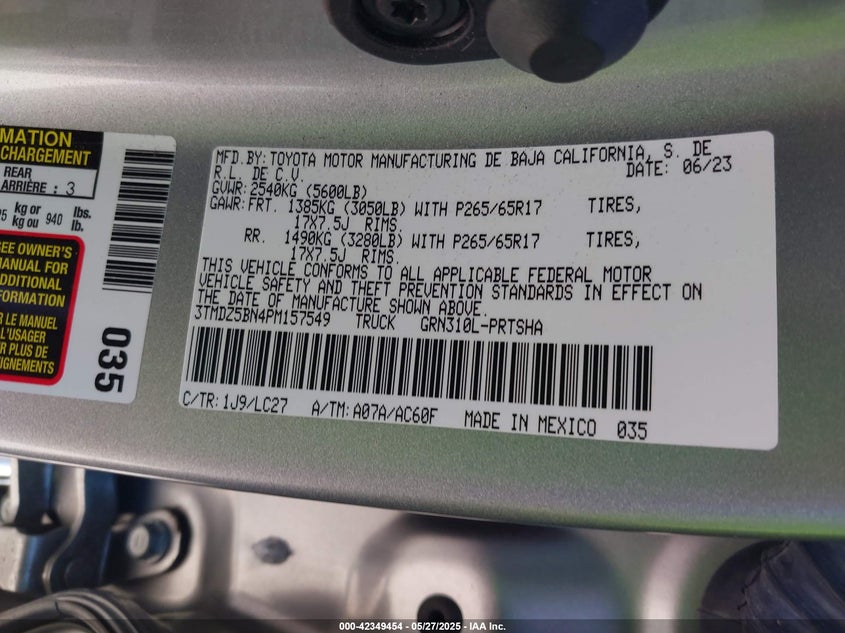 MATION
CHARGEMENT
REAR
ARRIÈRE : 3
kg or
kg ou 940 lbs.
lb.
SEE OWNER'S
MANUAL FOR
ADDITIONAL
INFORMATION
LE MANUEL
L'USAGER
PLUS DE
035
MFD. BY: TOYOTA MOTOR MANUFACTURING DE BAJA CALIFORNIA, S. DE
R.L. DE C.V. DATE: 06/23
GVWR: 2540KG (5600LB)
GAWR: FRT. 1385KG (3050LB) WITH P265/65R17 TIRES,
17X7.5J RIMS.
RR. 1490KG (3280LB) WITH P265/65R17 TIRES,
17X7.5J RIMS.
THIS VEHICLE CONFORMS TO ALL APPLICABLE FEDERAL MOTOR
VEHICLE SAFETY AND THEFT PREVENTION STANDARDS IN EFFECT ON
THE DATE OF MANUFACTURE SHOWN ABOVE.
3TMDZ5BN4PM157549 TRUCK GRN310L-PRTSHA
C/TR: 1J9/LC27 A/TM: A07A/AC60F MADE IN MEXICO 035
000-42349454 — 05/27/2025 — IAA Inc.